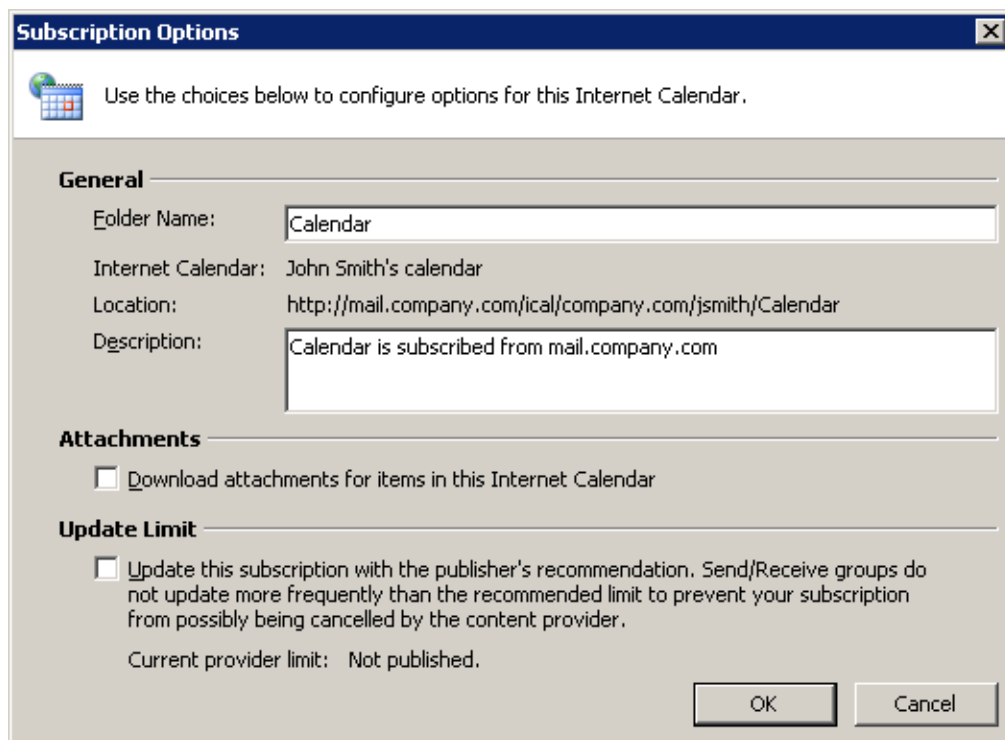 Subscription Options
Use the choices below to configure options for this Internet Calendar.
General
Folder Name: Calendar
Internet Calendar: John Smith's calendar
Location: http://mail.company.com/ical/company.com/jsmith/Calendar
Description: Calendar is subscribed from mail.company.com
Attachments
Download attachments for items in this Internet Calendar
Update Limit
Update this subscription with the publisher's recommendation. Send/Receive groups do
not update more frequently than the recommended limit to prevent your subscription
from possibly being cancelled by the content provider.
Current provider limit: Not published.
OK Cancel